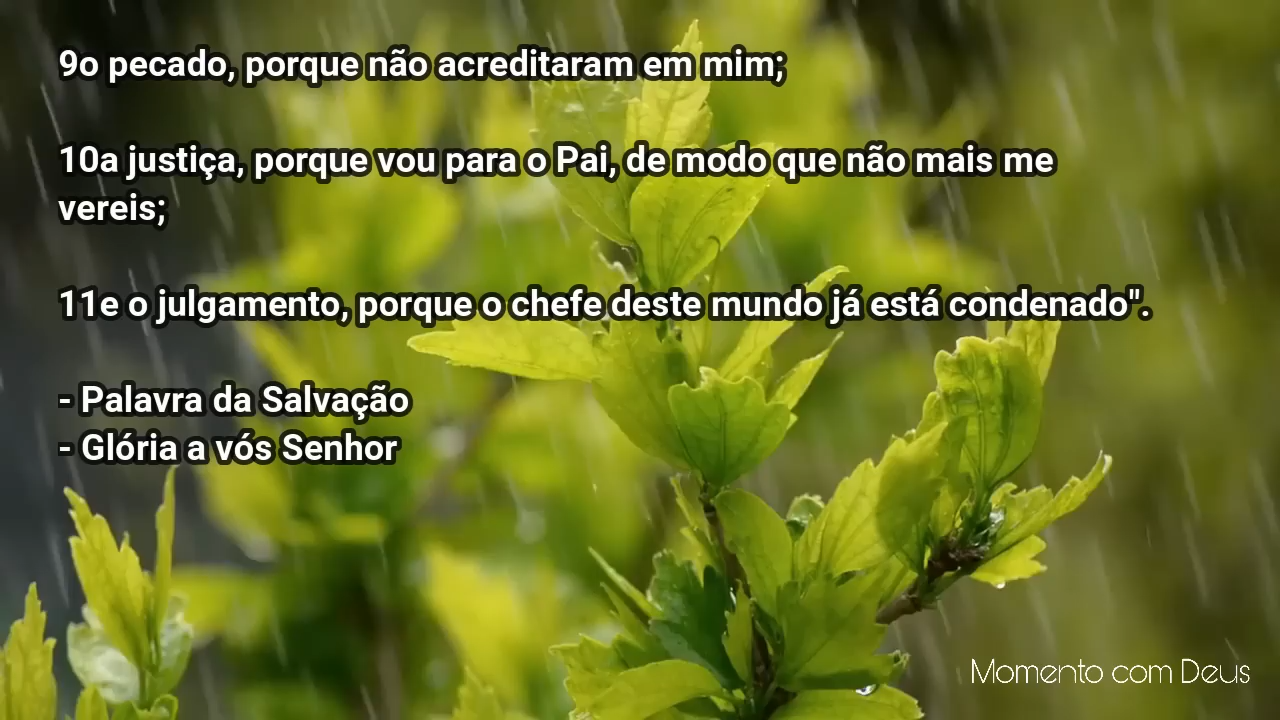 9o pecado, porque não acreditaram em mim;
10a justiça, porque vou para o Pai, de modo que não mais me
vereis;
11e o julgamento, porque o chefe deste mundo já está condenado".
- Palavra da Salvação
- Glória a vós Senhor
Momento com Deus